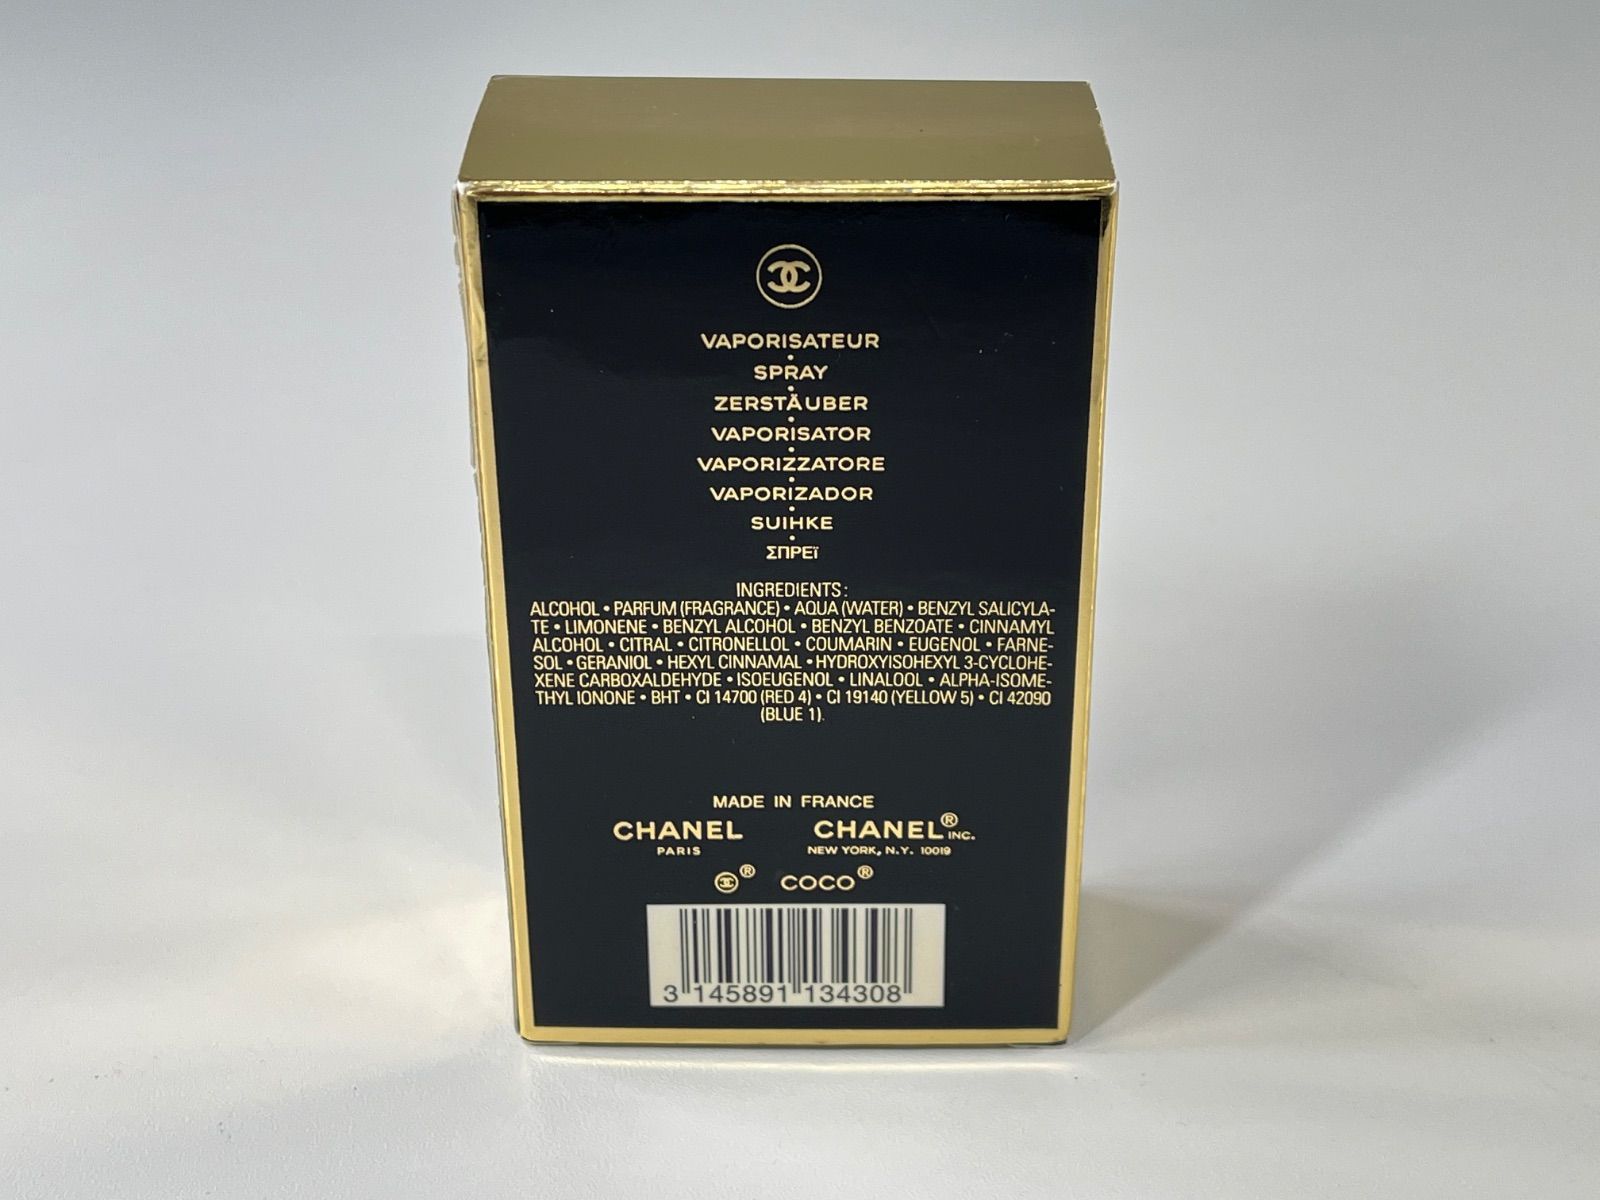 VAPORISATEUR
•
SPRAY
•
ZERSTÄUBER
•
VAPORISATOR
•
VAPORIZZATORE
•
VAPORIZADOR
•
SUIHKE
•
ΣΠΡΕΪ
INGREDIENTS:
ALCOHOL • PARFUM (FRAGRANCE) • AQUA (WATER) • BENZYL SALICYLA-
TE • LIMONENE • BENZYL ALCOHOL • BENZYL BENZOATE • CINNAMYL
ALCOHOL • CITRAL • CITRONELLOL • COUMARIN • EUGENOL • FARNE-
SOL • GERANIOL • HEXYL CINNAMAL • HYDROXYISOHEXYL 3-CYCLOHE-
XENE CARBOXALDEHYDE • ISOEUGENOL • LINALOOL • ALPHA-ISOME-
THYL IONONE • BHT • CI 14700 (RED 4) • CI 19140 (YELLOW 5) • CI 42090
(BLUE 1).
MADE IN FRANCE
CHANEL CHANEL® INC.
PARIS NEW YORK, N.Y. 10019
® COCO®
3 145891 134308